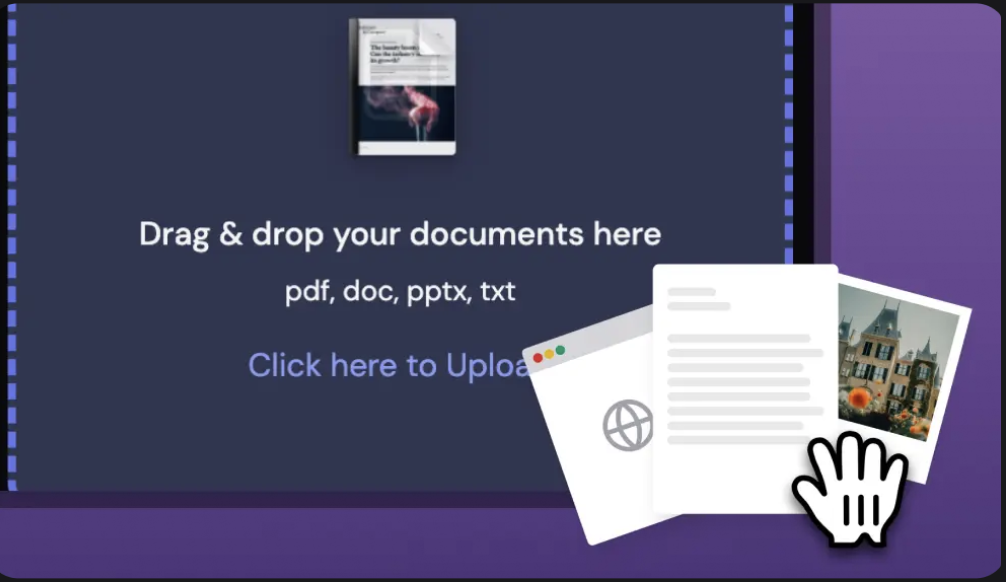 The beauty boom
Can the industry
its growth?
Drag & drop your documents here
pdf, doc, pptx, txt
Click here to Uploa